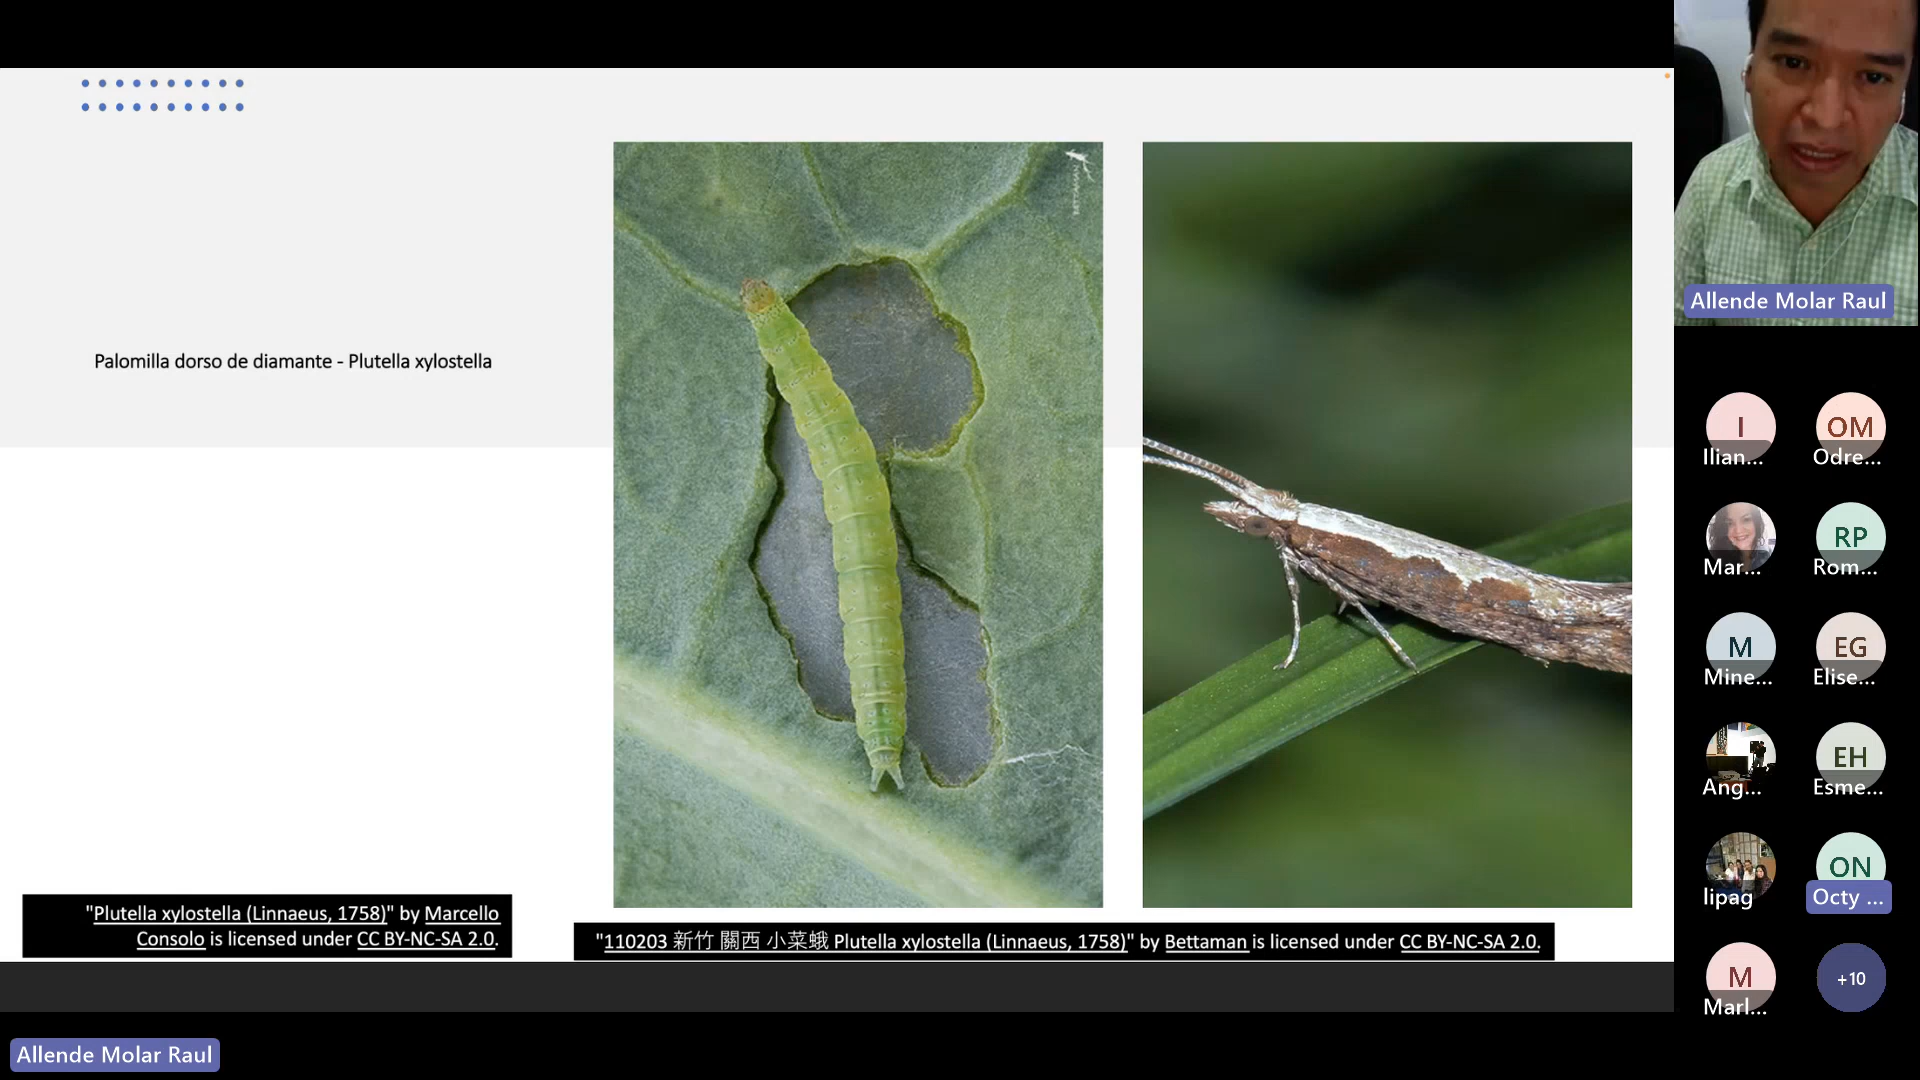 Palomilla dorso de diamante - Plutella xylostella
"Plutella xylostella (Linnaeus, 1758)" by Marcello
Consolo is licensed under CC BY-NC-SA 2.0.
"110203 新竹 關西 小菜蛾 Plutella xylostella (Linnaeus, 1758)" by Bettaman is licensed under CC BY-NC-SA 2.0.
Allende Molar Raul
I
Ilian...
OM
Odre...
Mar...
RP
Rom...
M
Mine...
EG
Elise...
Ang...
EH
Esme...
lipag
ON
Octy ...
M
Marl...
+10
Allende Molar Raul